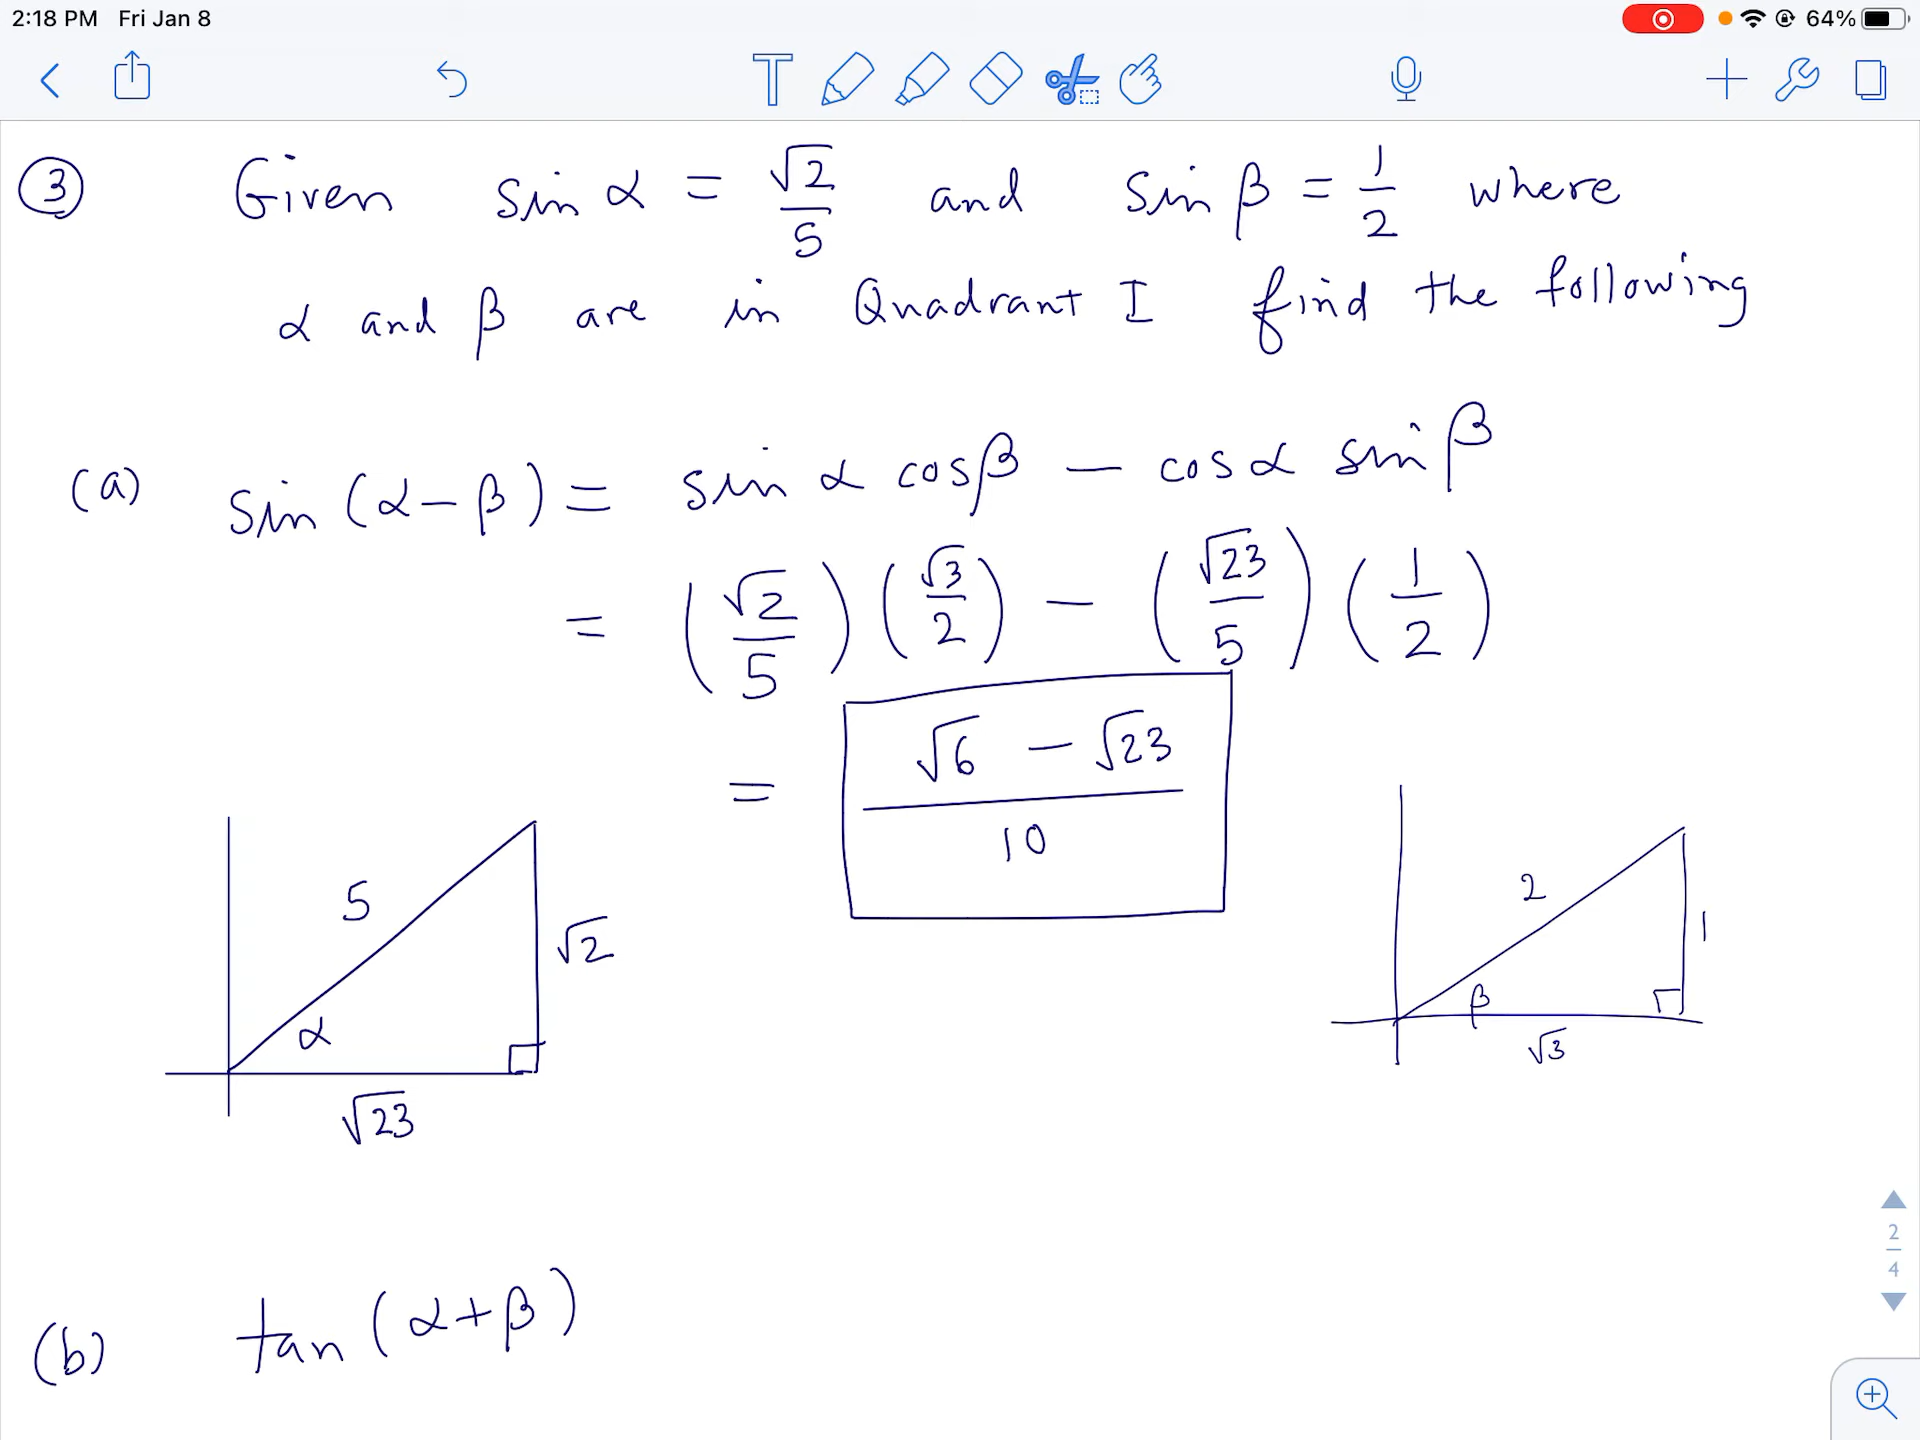 2:18 PM Fri Jan 8 64%
T
③ Given sin α = √2/5 and sin β = 1/2 where
α and β are in Quadrant I find the following
(a) sin (α − β) = sin α cos β − cos α sin β
= (√2/5) (√3/2) − (√23/5) (1/2)
= (√6 − √23)/10
5
√2
α
√23
2
1
β
√3
2
4
(b) tan (α + β)